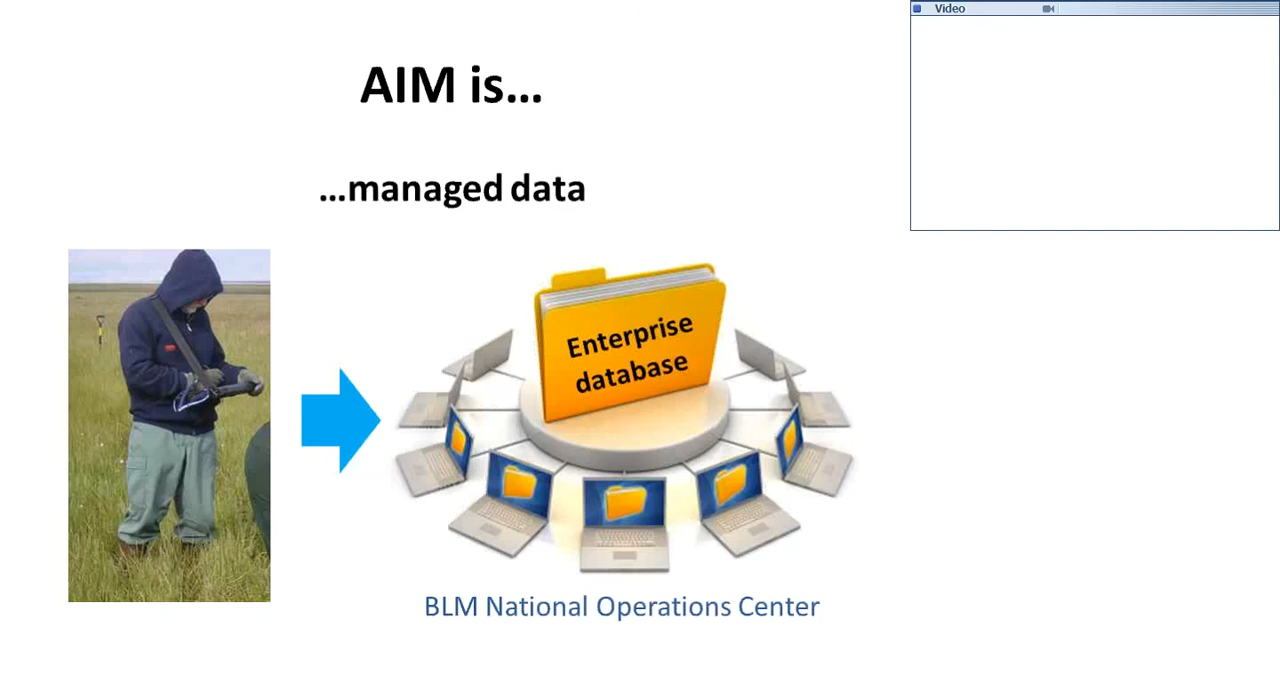 Video
AIM is...
...managed data
Enterprise
database
BLM National Operations Center